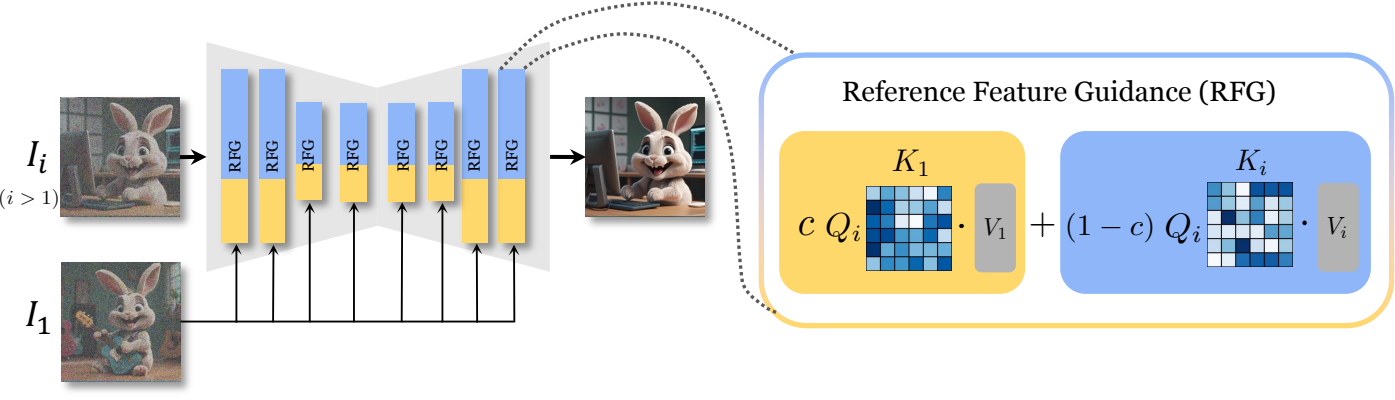 I_i
(i > 1)
I_1
RFG
RFG
RFG
RFG
RFG
RFG
RFG
RFG
Reference Feature Guidance (RFG)
K_1
c Q_i · V_1
+
K_i
(1 − c) Q_i · V_i